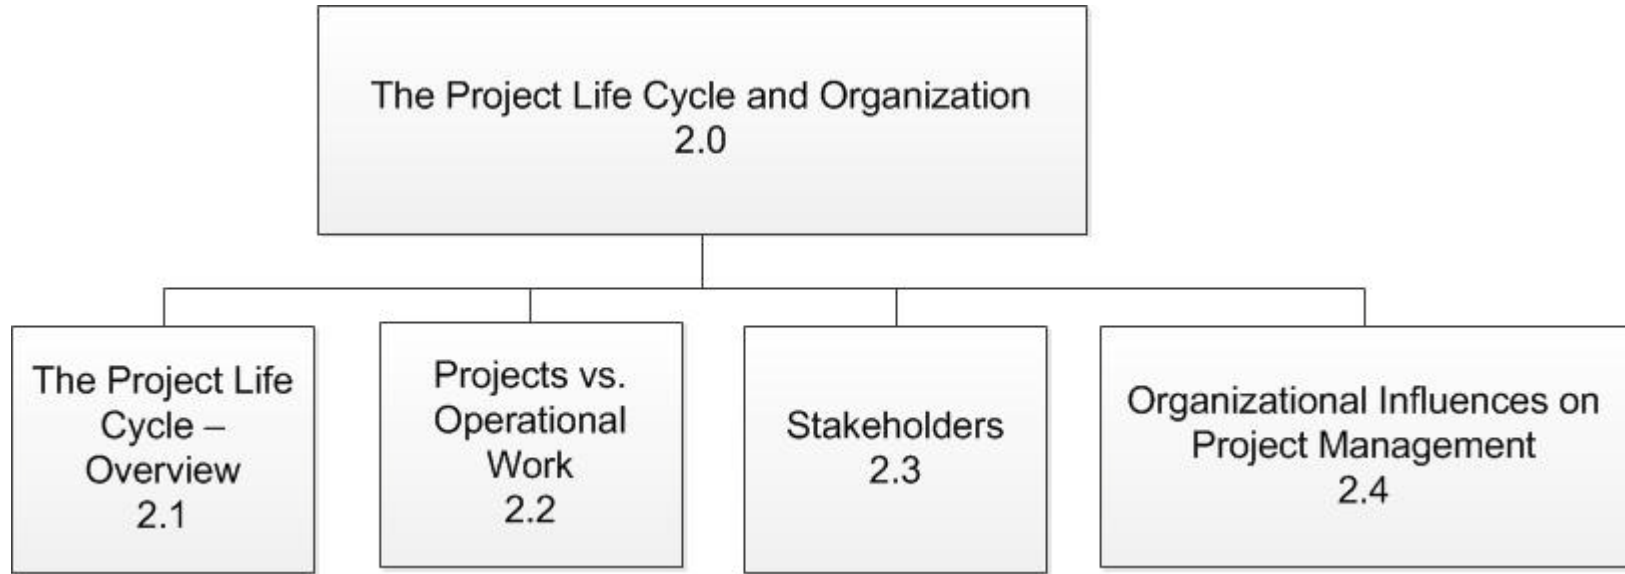 The Project Life Cycle and Organization
2.0
The Project Life
Cycle –
Overview
2.1
Projects vs.
Operational
Work
2.2
Stakeholders
2.3
Organizational Influences on
Project Management
2.4